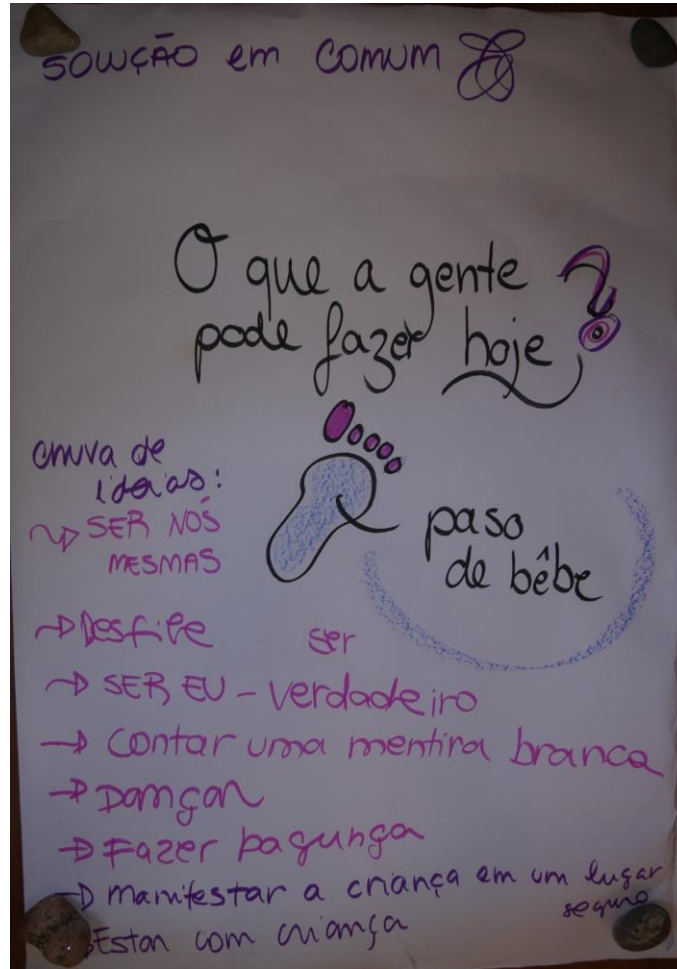 SOLUÇÃO em COMUM
O que a gente
pode fazer hoje?
paso
de bêbe
chuva de
ideias:
SER NÓS
MESMAS
→ Desfile
ser
→ SER EU - verdadeiro
→ contar uma mentira branca
→ Dançar
→ Fazer bagunça
→ manifestar a criança em um lugar
seguro
Estar com criança